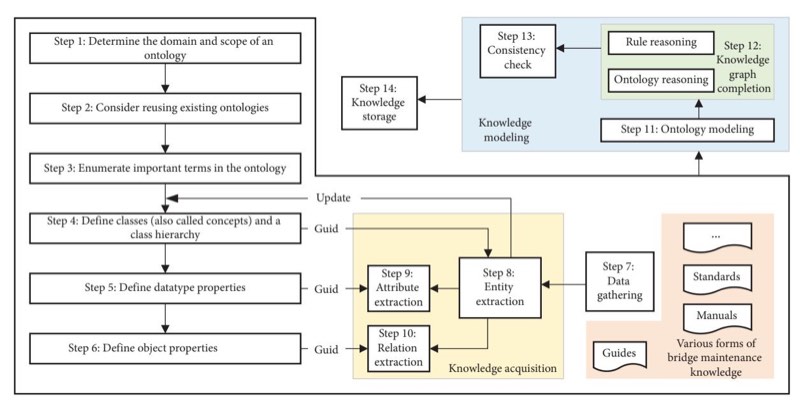 Step 1: Determine the domain and scope of an
ontology
Step 2: Consider reusing existing ontologies
Step 3: Enumerate important terms in the ontology
Step 4: Define classes (also called concepts) and a
class hierarchy
Step 5: Define datatype properties
Step 6: Define object properties
Update
Guid
Guid
Guid
Step 9:
Attribute
extraction
Step 10:
Relation
extraction
Step 8:
Entity
extraction
Knowledge acquisition
Step 7:
Data
gathering
...
Standards
Manuals
Guides
Various forms of
bridge maintenance
knowledge
Step 14:
Knowledge
storage
Step 13:
Consistency
check
Rule reasoning
Ontology reasoning
Step 12:
Knowledge
graph
completion
Knowledge
modeling
Step 11: Ontology modeling